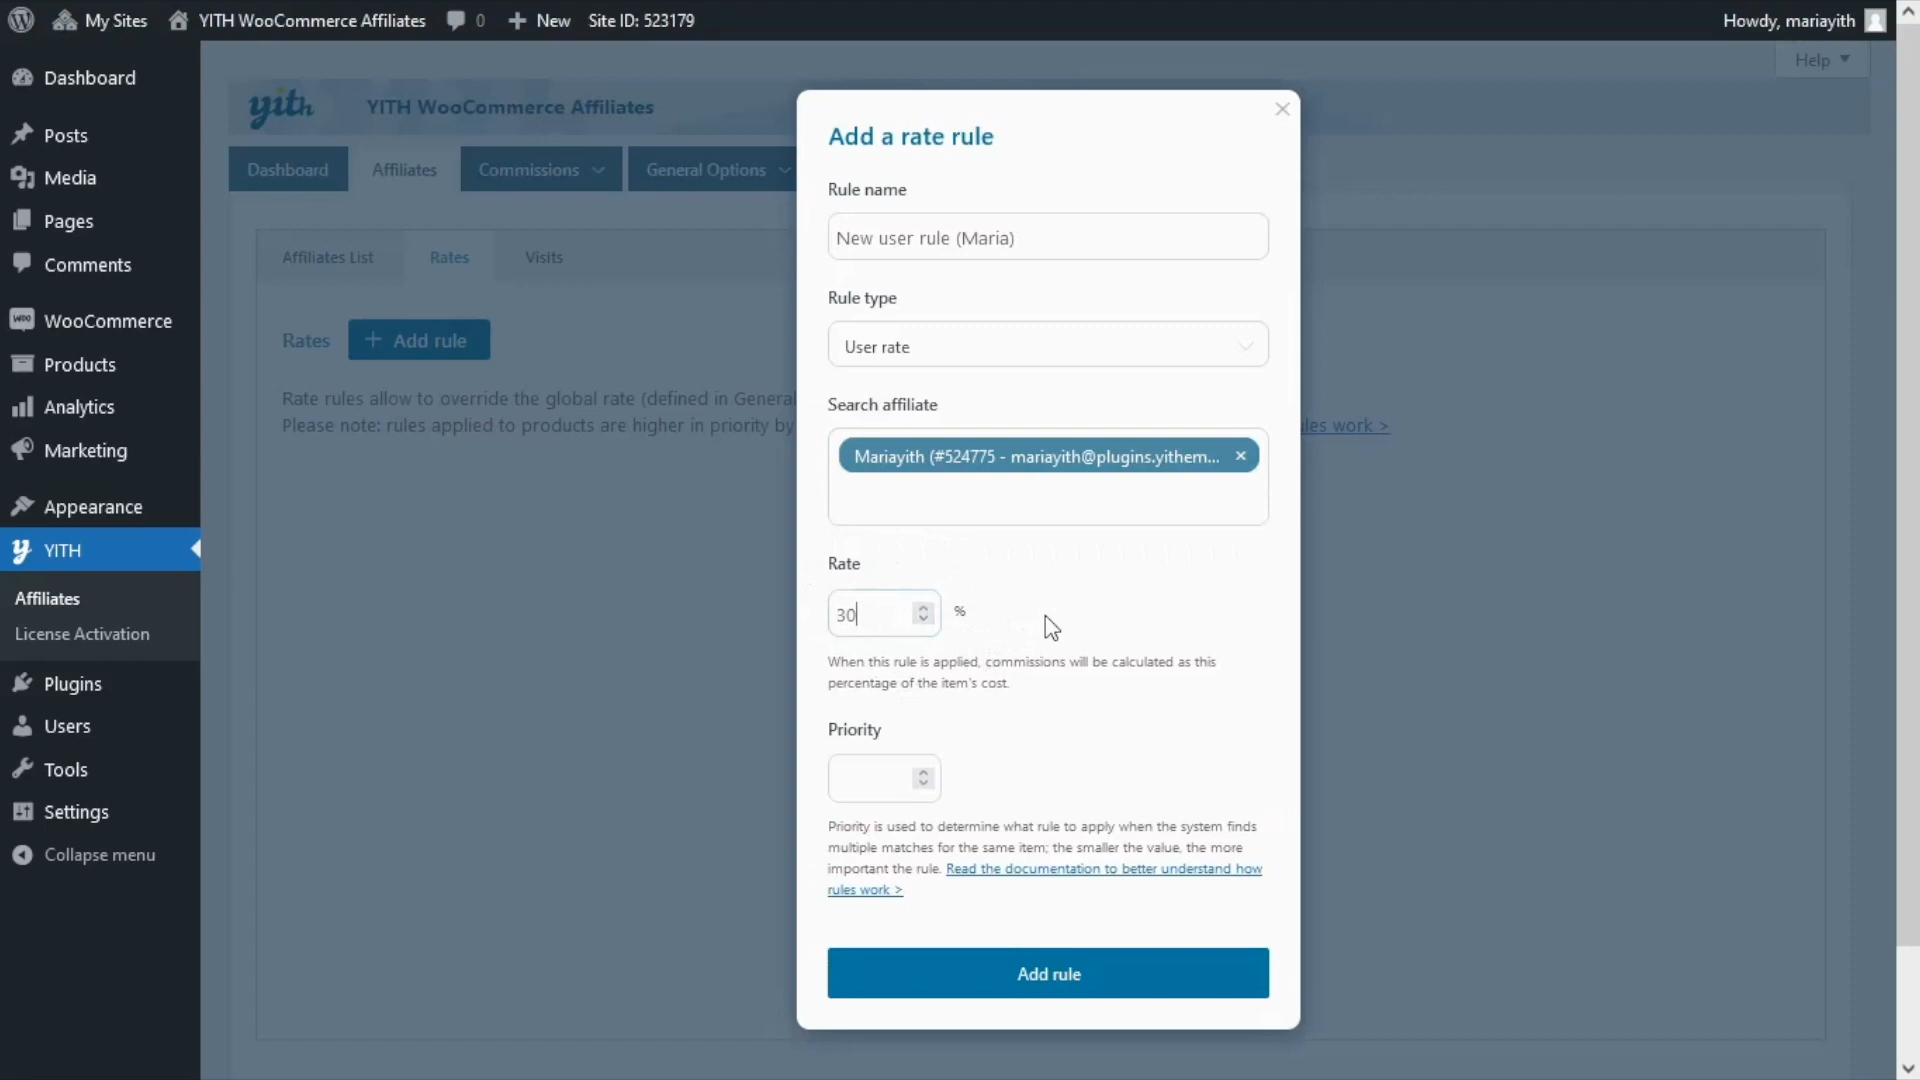 My Sites
YITH WooCommerce Affiliates
0
New
Site ID: 523179
Howdy, mariayith
Dashboard
Posts
Media
Pages
Comments
WooCommerce
Products
Analytics
Marketing
Appearance
YITH
Affiliates
License Activation
Plugins
Users
Tools
Settings
Collapse menu
Help
yith
YITH WooCommerce Affiliates
Dashboard
Affiliates
Commissions
General Options
Affiliates List
Rates
Visits
Rates
+ Add rule
Rate rules allow to override the global rate (defined in General
Please note: rules applied to products are higher in priority by
les work >
Add a rate rule
Rule name
New user rule (Maria)
Rule type
User rate
Search affiliate
Mariayith (#524775 - mariayith@plugins.yithem... ×
Rate
30
%
When this rule is applied, commissions will be calculated as this
percentage of the item's cost.
Priority
Priority is used to determine what rule to apply when the system finds
multiple matches for the same item; the smaller the value, the more
important the rule. Read the documentation to better understand how
rules work >
Add rule